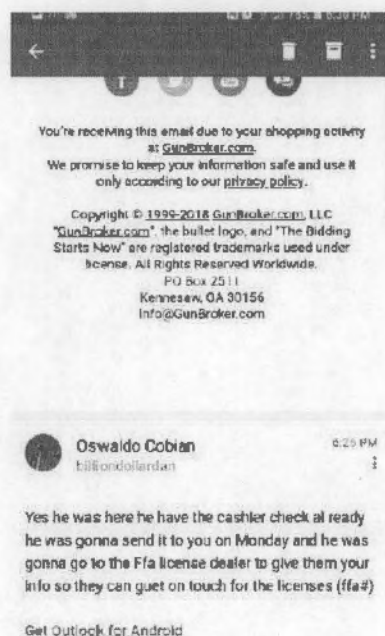 6:30 PM
You're receiving this email due to your shopping activity
at GunBroker.com.
We promise to keep your information safe and use it
only according to our privacy policy.
Copyright © 1999-2018 GunBroker.com, LLC
"GunBroker.com", the bullet logo, and "The Bidding
Starts Now" are registered trademarks used under
license. All Rights Reserved Worldwide.
PO Box 2511
Kennesaw, GA 30156
Info@GunBroker.com
Oswaldo Cobian
6:25 PM
billiondollardan
Yes he was here he have the cashier check al ready
he was gonna send it to you on Monday and he was
gonna go to the Ffa license dealer to give them your
info so they can guet on touch for the licenses (ffa#)
Get Outlook for Android